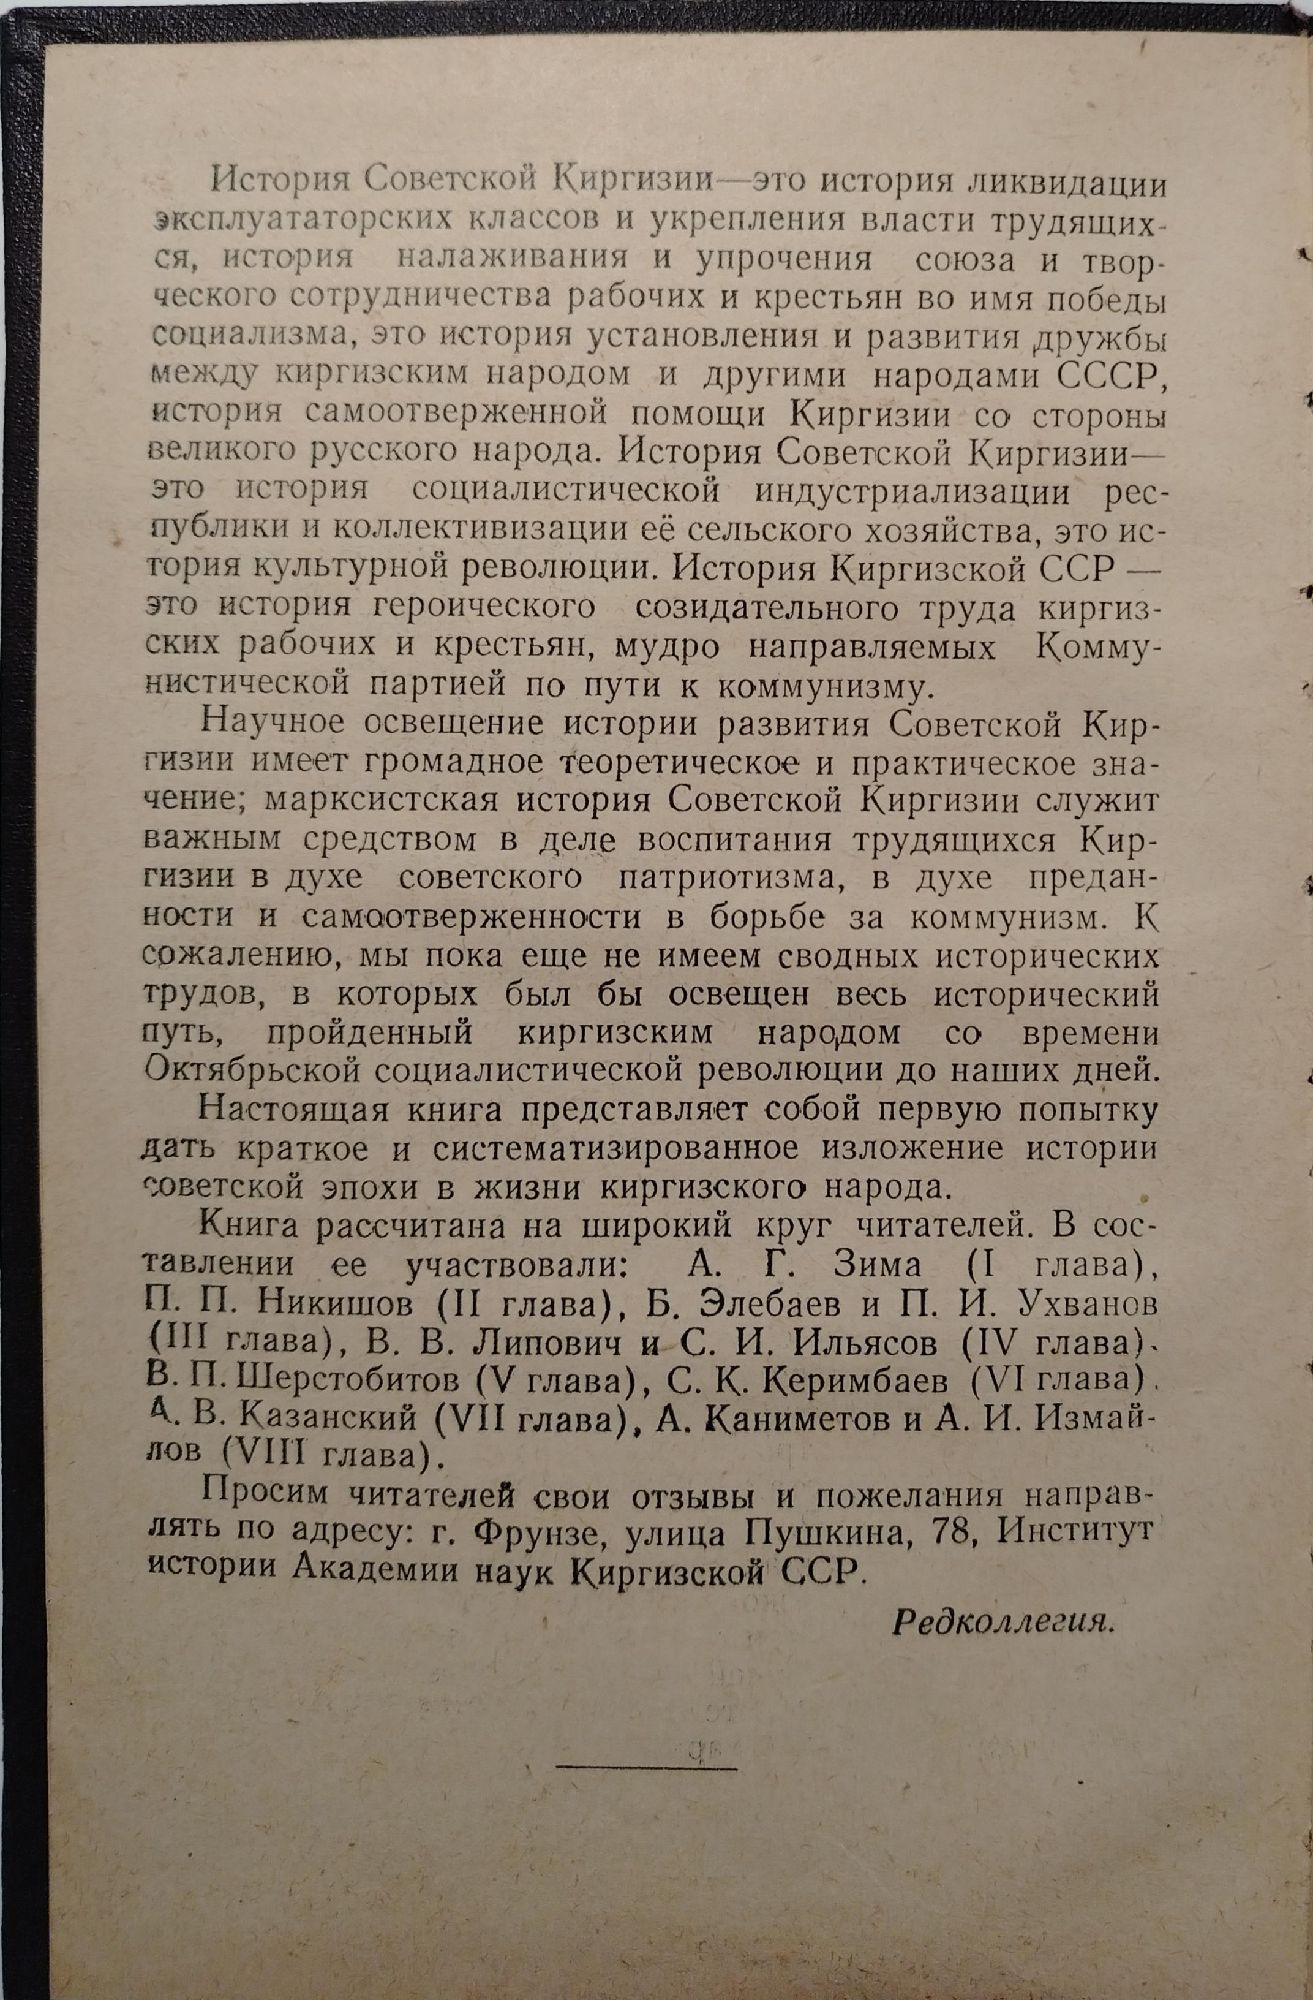 История Советской Киргизии—это история ликвидации
эксплуататорских классов и укрепления власти трудящих-
ся, история налаживания и упрочения союза и твор-
ческого сотрудничества рабочих и крестьян во имя победы
социализма, это история установления и развития дружбы
между киргизским народом и другими народами СССР,
история самоотверженной помощи Киргизии со стороны
великого русского народа. История Советской Киргизии—
это история социалистической индустриализации рес-
публики и коллективизации её сельского хозяйства, это ис-
тория культурной революции. История Киргизской ССР —
это история героического созидательного труда киргиз-
ских рабочих и крестьян, мудро направляемых Комму-
нистической партией по пути к коммунизму.
Научное освещение истории развития Советской Кир-
гизии имеет громадное теоретическое и практическое зна-
чение; марксистская история Советской Киргизии служит
важным средством в деле воспитания трудящихся Кир-
гизии в духе советского патриотизма, в духе предан-
ности и самоотверженности в борьбе за коммунизм. К
сожалению, мы пока еще не имеем сводных исторических
трудов, в которых был бы освещен весь исторический
путь, пройденный киргизским народом со времени
Октябрьской социалистической революции до наших дней.
Настоящая книга представляет собой первую попытку
дать краткое и систематизированное изложение истории
советской эпохи в жизни киргизского народа.
Книга рассчитана на широкий круг читателей. В сос-
тавлении ее участвовали: А. Г. Зима (I глава),
П. П. Никишов (II глава), Б. Элебаев и П. И. Ухванов
(III глава), В. В. Липович и С. И. Ильясов (IV глава).
В. П. Шерстобитов (V глава), С. К. Керимбаев (VI глава).
А. В. Казанский (VII глава), А. Каниметов и А. И. Измай-
лов (VIII глава).
Просим читателей свои отзывы и пожелания направ-
лять по адресу: г. Фрунзе, улица Пушкина, 78, Институт
истории Академии наук Киргизской ССР.
Редколлегия.